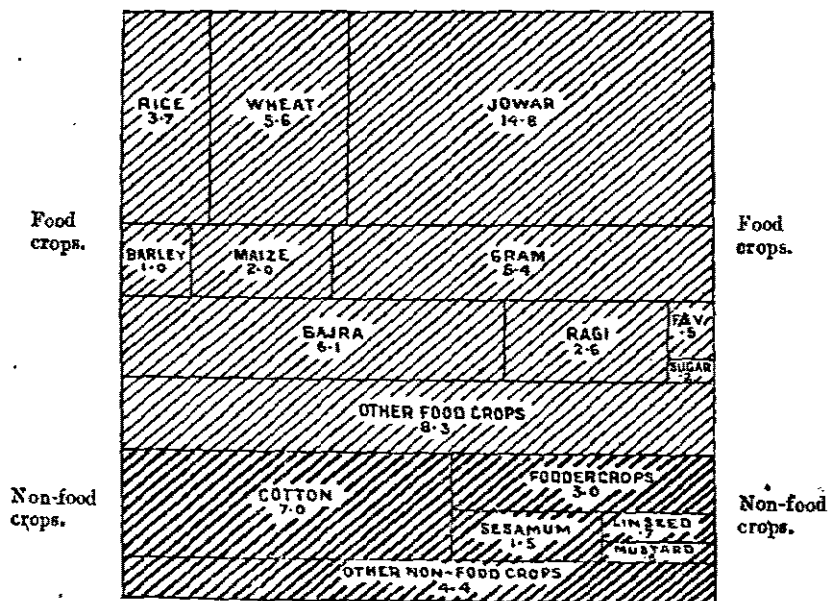 RICE WHEAT JOWAR
3·7 5·6 14·8
Food crops.
Food crops.
BARLEY MAIZE GRAM
1·0 2·0 5·4
BAJRA RAGI F&V.
6·1 2·6 ·5
SUGAR
·2
OTHER FOOD CROPS
8·3
Non-food crops.
Non-food crops.
COTTON FODDERCROPS
7·0 3·0
SESAMUM LINSEED
1·5 ·7
MUSTARD
OTHER NON-FOOD CROPS
4·4